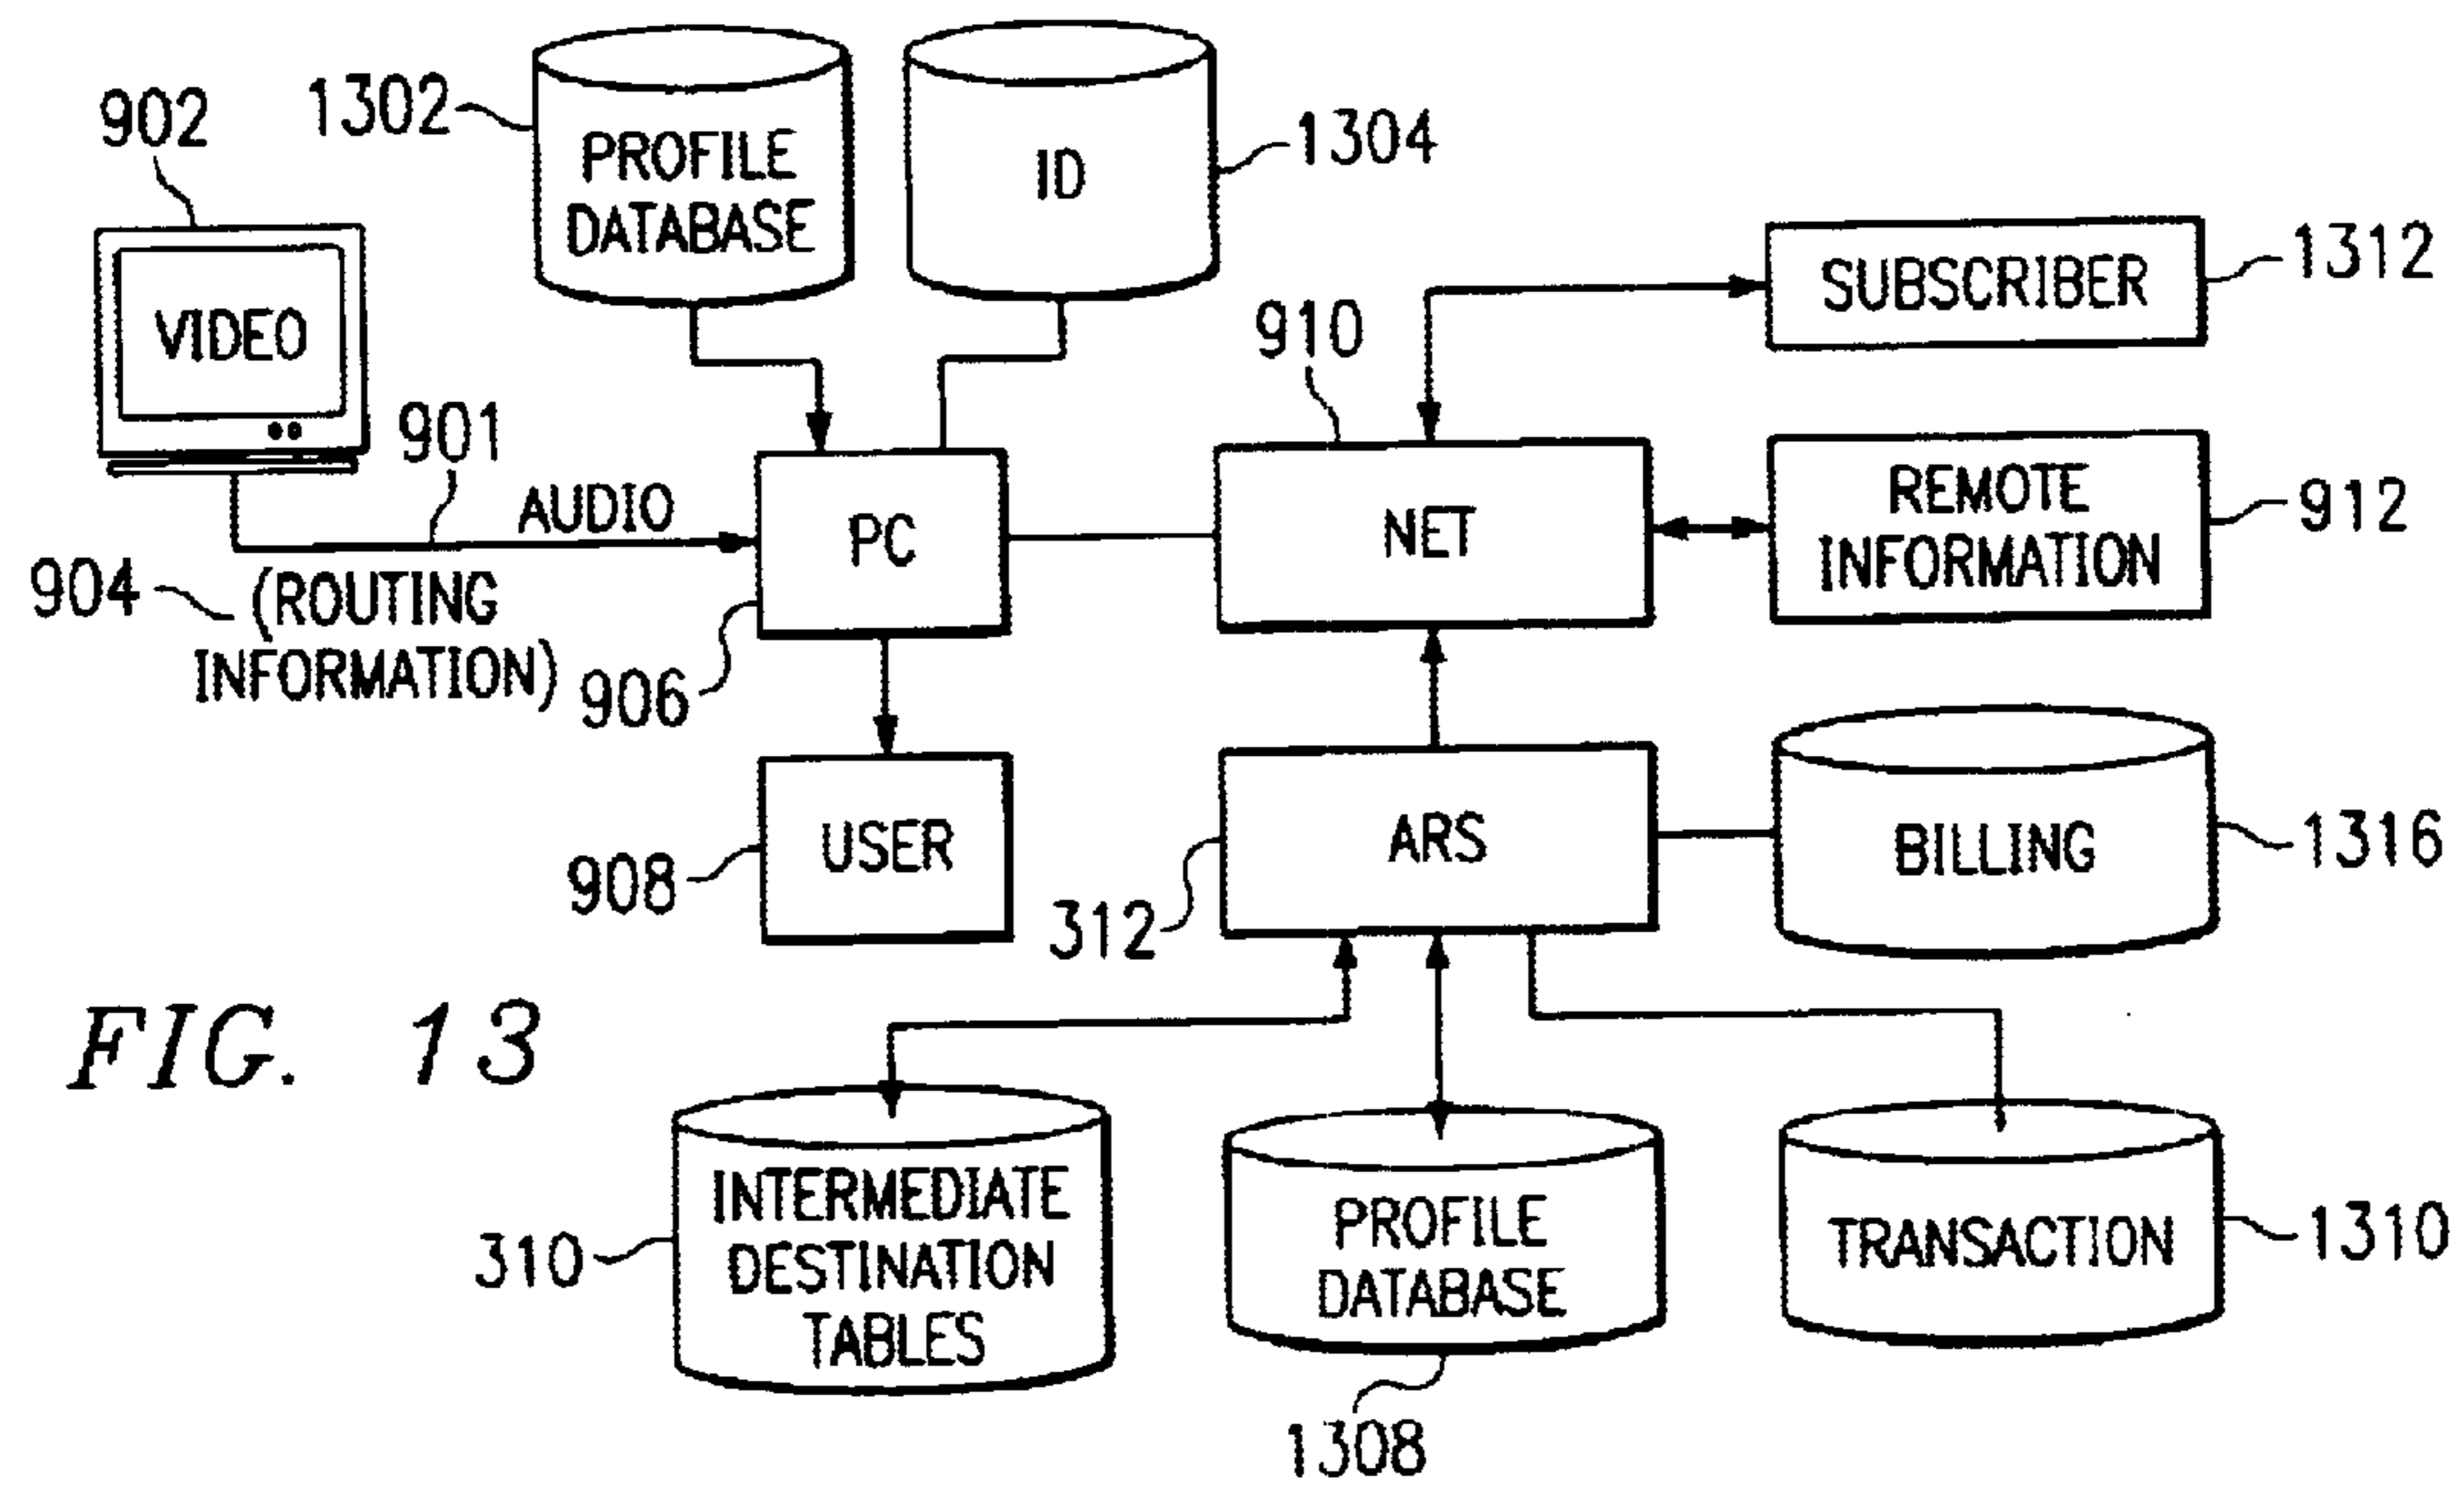 902
1302
PROFILE
DATABASE
ID
1304
VIDEO
SUBSCRIBER
1312
910
901
AUDIO
904
(ROUTING
INFORMATION)
PC
906
NET
REMOTE
INFORMATION
912
USER
908
ARS
312
BILLING
1316
FIG. 13
310
INTERMEDIATE
DESTINATION
TABLES
PROFILE
DATABASE
1308
TRANSACTION
1310